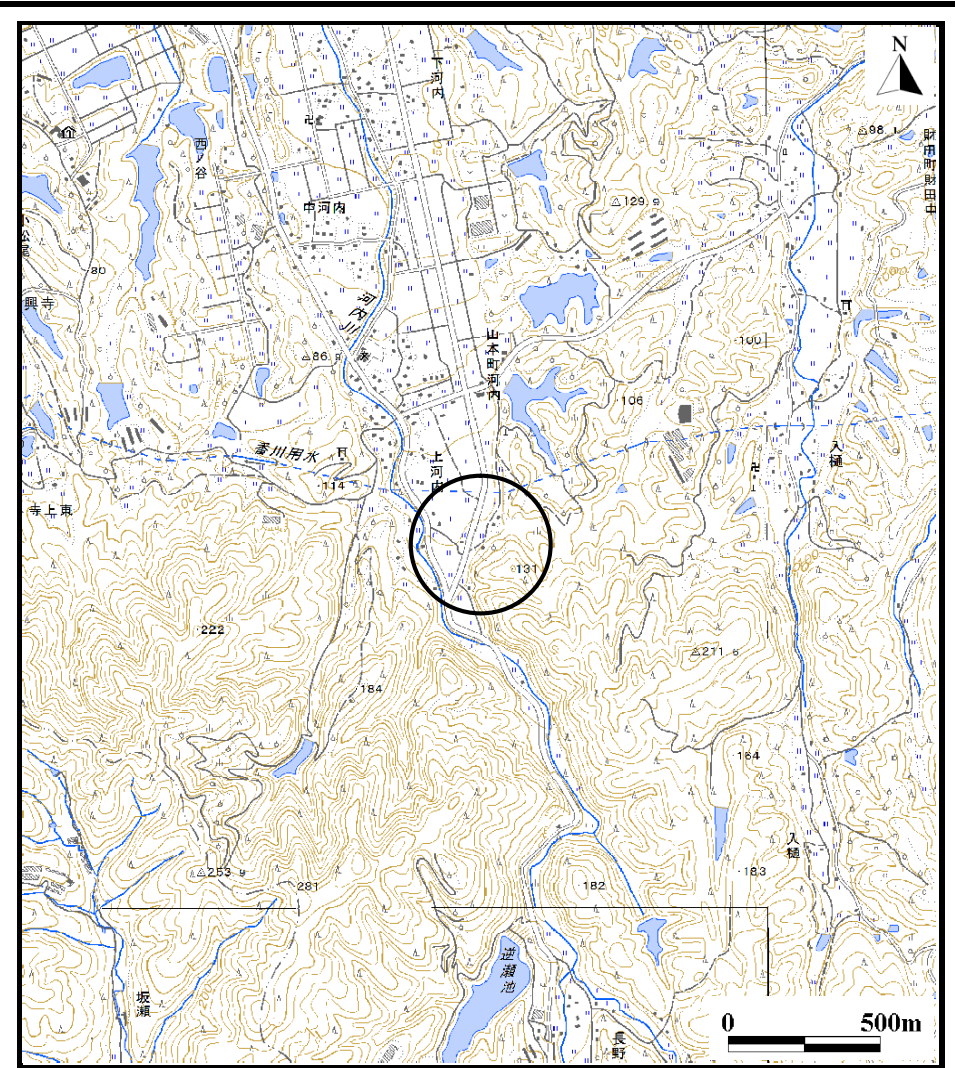 N
下河内
98.1
財田町財田中
西ノ谷
中河内
129.9
松尾
80
河内川
興寺
山本町河内
100
86.9
106
香川用水
上河内
入樋
114
寺上東
131
222
211.6
184
164
入樋
253.9
281
183
182
逆瀬池
坂瀬
長野
0 500m